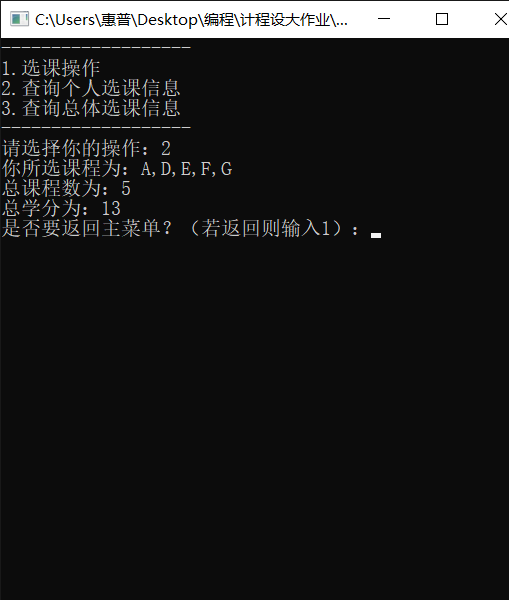 C:\Users\惠普\Desktop\编程\计程设大作业\...
-------------------
1.选课操作
2.查询个人选课信息
3.查询总体选课信息
-------------------
请选择你的操作：2
你所选课程为：A,D,E,F,G
总课程数为：5
总学分为：13
是否要返回主菜单？（若返回则输入1）：